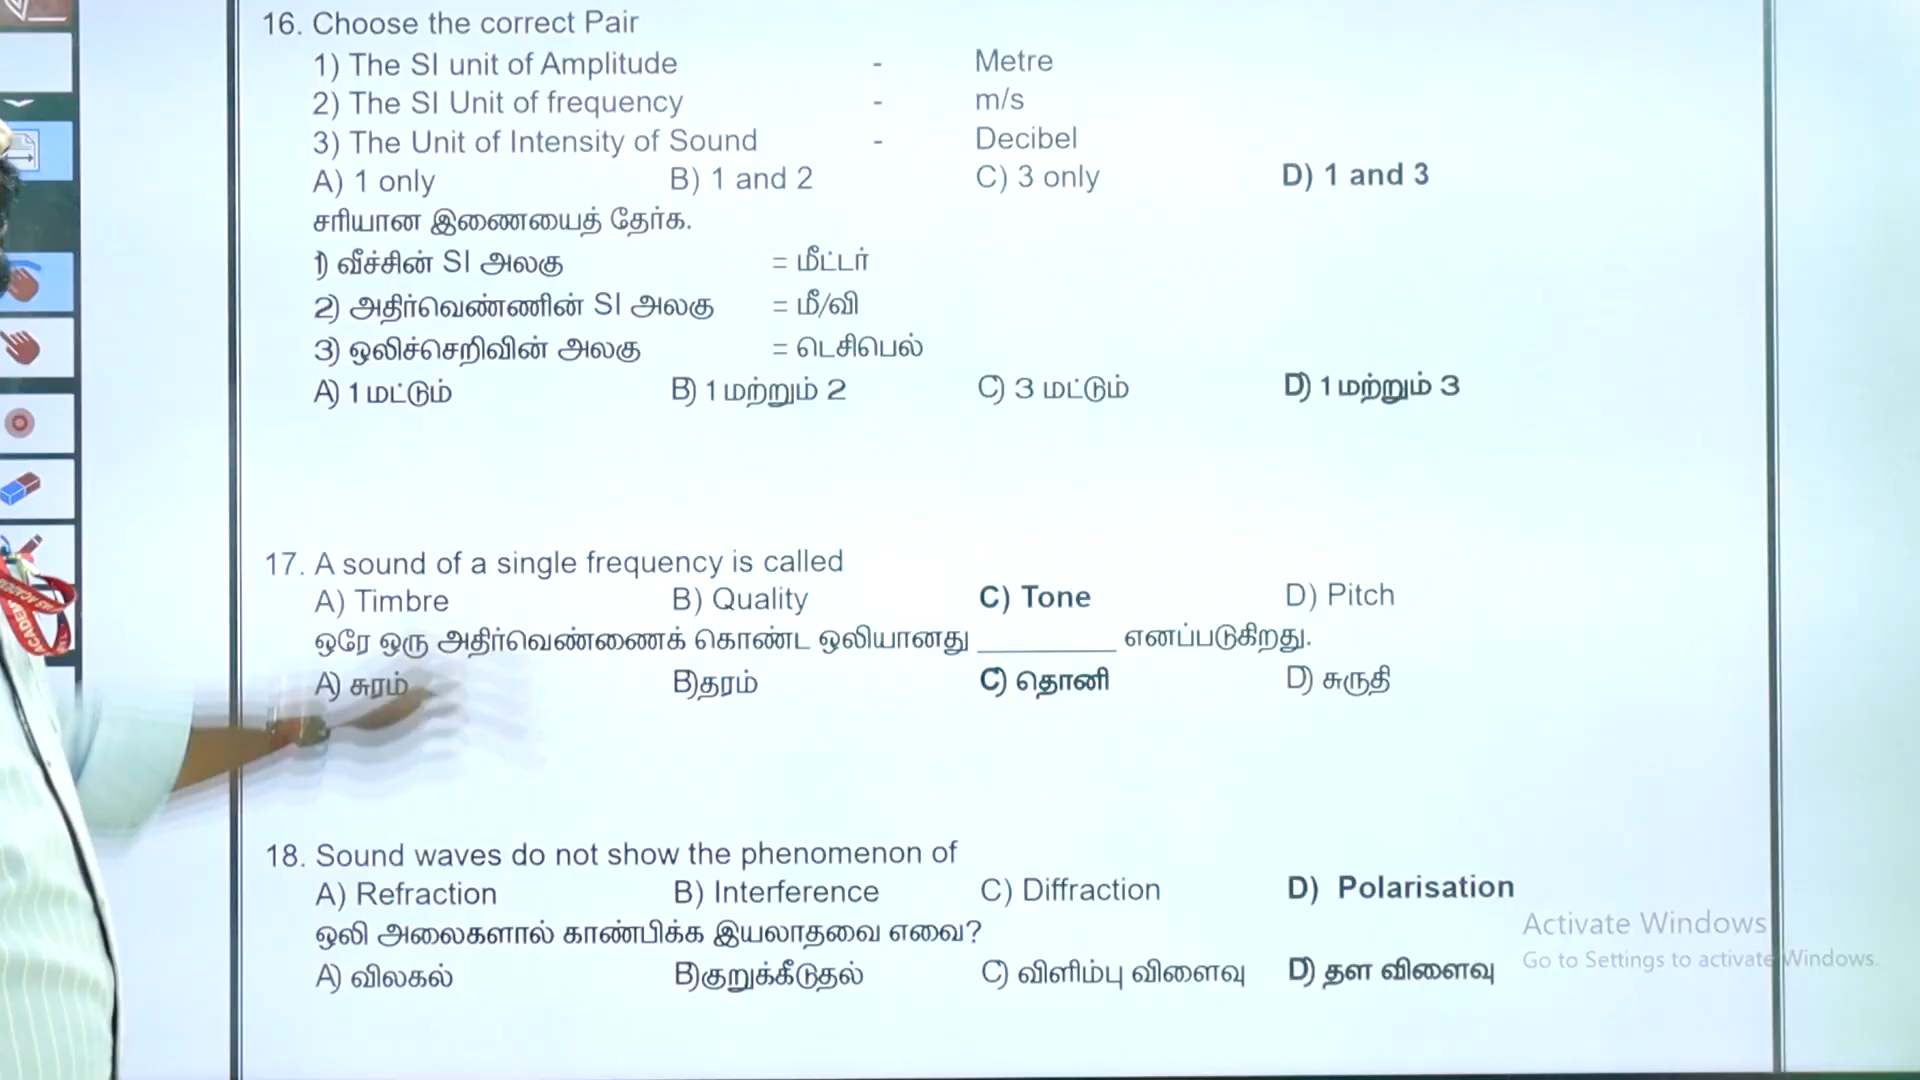 16. Choose the correct Pair
1) The SI unit of Amplitude - Metre
2) The SI Unit of frequency - m/s
3) The Unit of Intensity of Sound - Decibel
A) 1 only B) 1 and 2 C) 3 only D) 1 and 3
சரியான இணையைத் தேர்க.
1) வீச்சின் SI அலகு = மீட்டர்
2) அதிர்வெண்ணின் SI அலகு = மீ/வி
3) ஒலிச்செறிவின் அலகு = டெசிபெல்
A) 1 மட்டும் B) 1 மற்றும் 2 C) 3 மட்டும் D) 1 மற்றும் 3
17. A sound of a single frequency is called
A) Timbre B) Quality C) Tone D) Pitch
ஒரே ஒரு அதிர்வெண்ணைக் கொண்ட ஒலியானது __________ எனப்படுகிறது.
A) சுரம் B)தரம் C) தொனி D) சுருதி
18. Sound waves do not show the phenomenon of
A) Refraction B) Interference C) Diffraction D) Polarisation
ஒலி அலைகளால் காண்பிக்க இயலாதவை எவை?
A) விலகல் B)குறுக்கீடுதல் C) விளிம்பு விளைவு D) தள விளைவு
Activate Windows
Go to Settings to activate Windows.